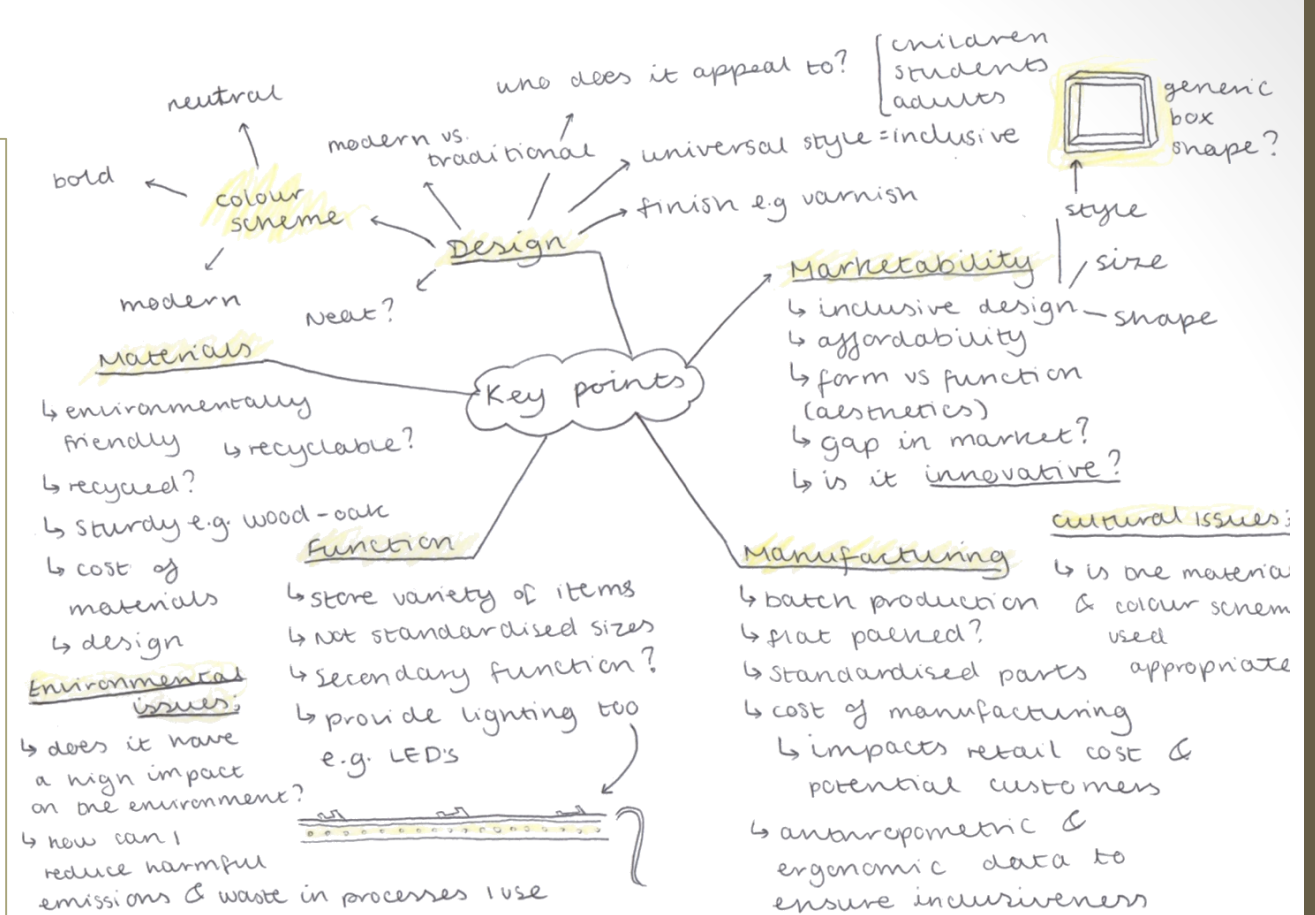 Key points
Design
colour
scheme
neutral
bold
modern
Neat?
modern vs.
traditional
who does it appeal to?
children
students
adults
universal style = inclusive
finish e.g varnish
Marketability
↳ inclusive design
style
size
shape
generic
box
shape?
↳ affordability
↳ form vs function
(aesthetics)
↳ gap in market?
↳ is it innovative?
Materials
↳ environmentally
friendly
↳ recyclable?
↳ recycled?
↳ sturdy e.g. wood - oak
↳ cost of
materials
↳ design
Environmental
issues:
↳ does it have
a high impact
on the environment?
↳ how can I
reduce harmful
emissions & waste in processes I use
Function
↳ store variety of items
↳ Not standardised sizes
↳ secondary function?
↳ provide lighting too
e.g. LED's
Manufacturing
↳ batch production
↳ flat packed?
↳ standardised parts
↳ cost of manufacturing
↳ impacts retail cost &
potential customers
↳ anthropometric &
ergonomic data to
ensure inclusiveness
cultural issues:
↳ is the materia
& colour schem
used
appropriate